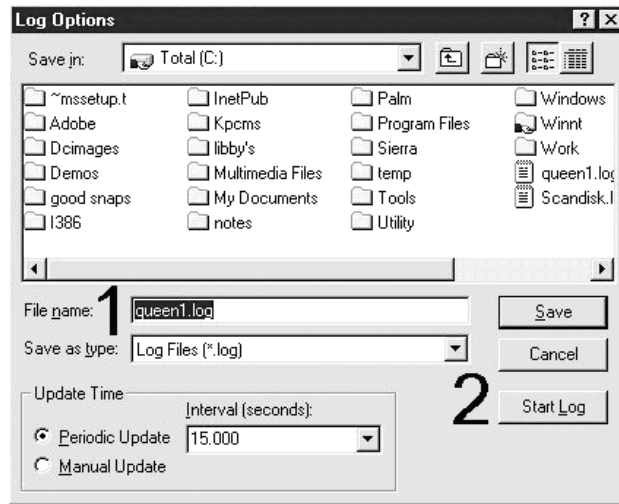 Log Options
Save in: Total (C:)
~mssetup.t InetPub Palm Windows
Adobe Kpcms Program Files Winnt
Dcimages libby's Sierra Work
Demos Multimedia Files temp queen1.log
good snaps My Documents Tools Scandisk.l
I386 notes Utility
File name: 1 queen1.log Save
Save as type: Log Files (*.log) Cancel
2 Start Log
Update Time
Interval (seconds):
Periodic Update 15.000
Manual Update